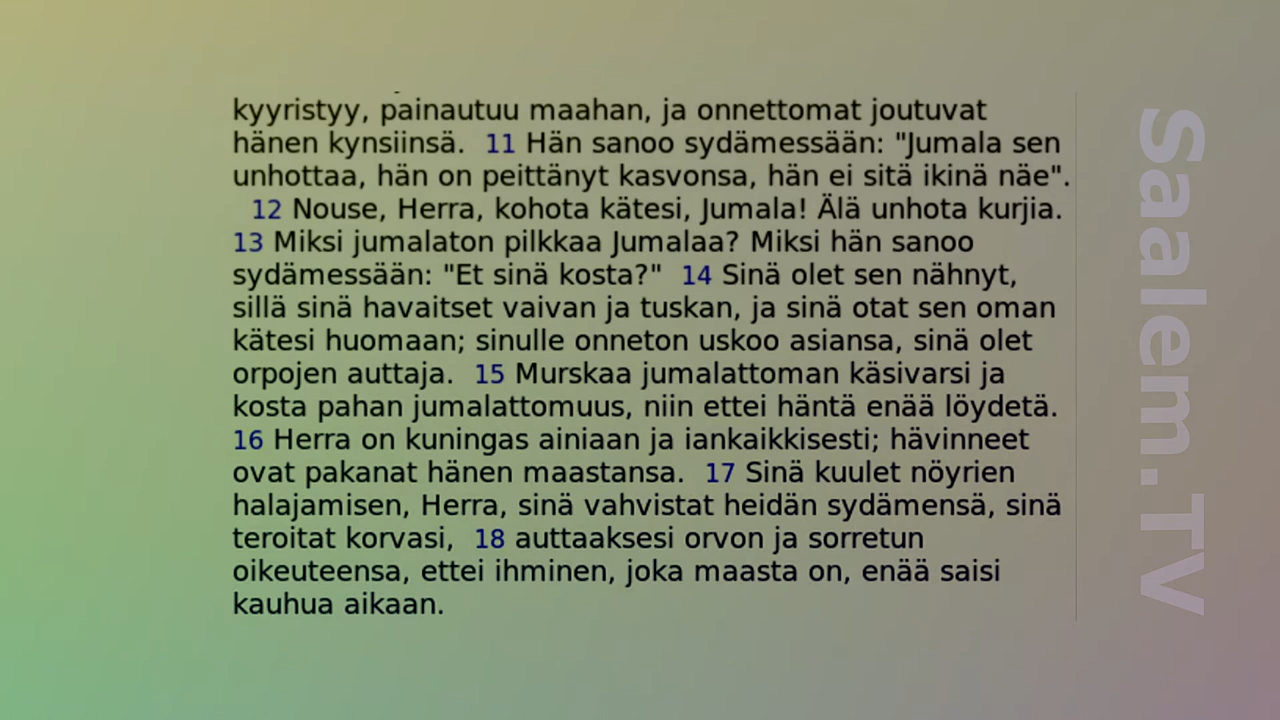 kyyristyy, painautuu maahan, ja onnettomat joutuvat
hänen kynsiinsä. 11 Hän sanoo sydämessään: "Jumala sen
unhottaa, hän on peittänyt kasvonsa, hän ei sitä ikinä näe".
12 Nouse, Herra, kohota kätesi, Jumala! Älä unhota kurjia.
13 Miksi jumalaton pilkkaa Jumalaa? Miksi hän sanoo
sydämessään: "Et sinä kosta?" 14 Sinä olet sen nähnyt,
sillä sinä havaitset vaivan ja tuskan, ja sinä otat sen oman
kätesi huomaan; sinulle onneton uskoo asiansa, sinä olet
orpojen auttaja. 15 Murskaa jumalattoman käsivarsi ja
kosta pahan jumalattomuus, niin ettei häntä enää löydetä.
16 Herra on kuningas ainiaan ja iankaikkisesti; hävinneet
ovat pakanat hänen maastansa. 17 Sinä kuulet nöyrien
halajamisen, Herra, sinä vahvistat heidän sydämensä, sinä
teroitat korvasi, 18 auttaaksesi orvon ja sorretun
oikeuteensa, ettei ihminen, joka maasta on, enää saisi
kauhua aikaan.
Saalem.TV